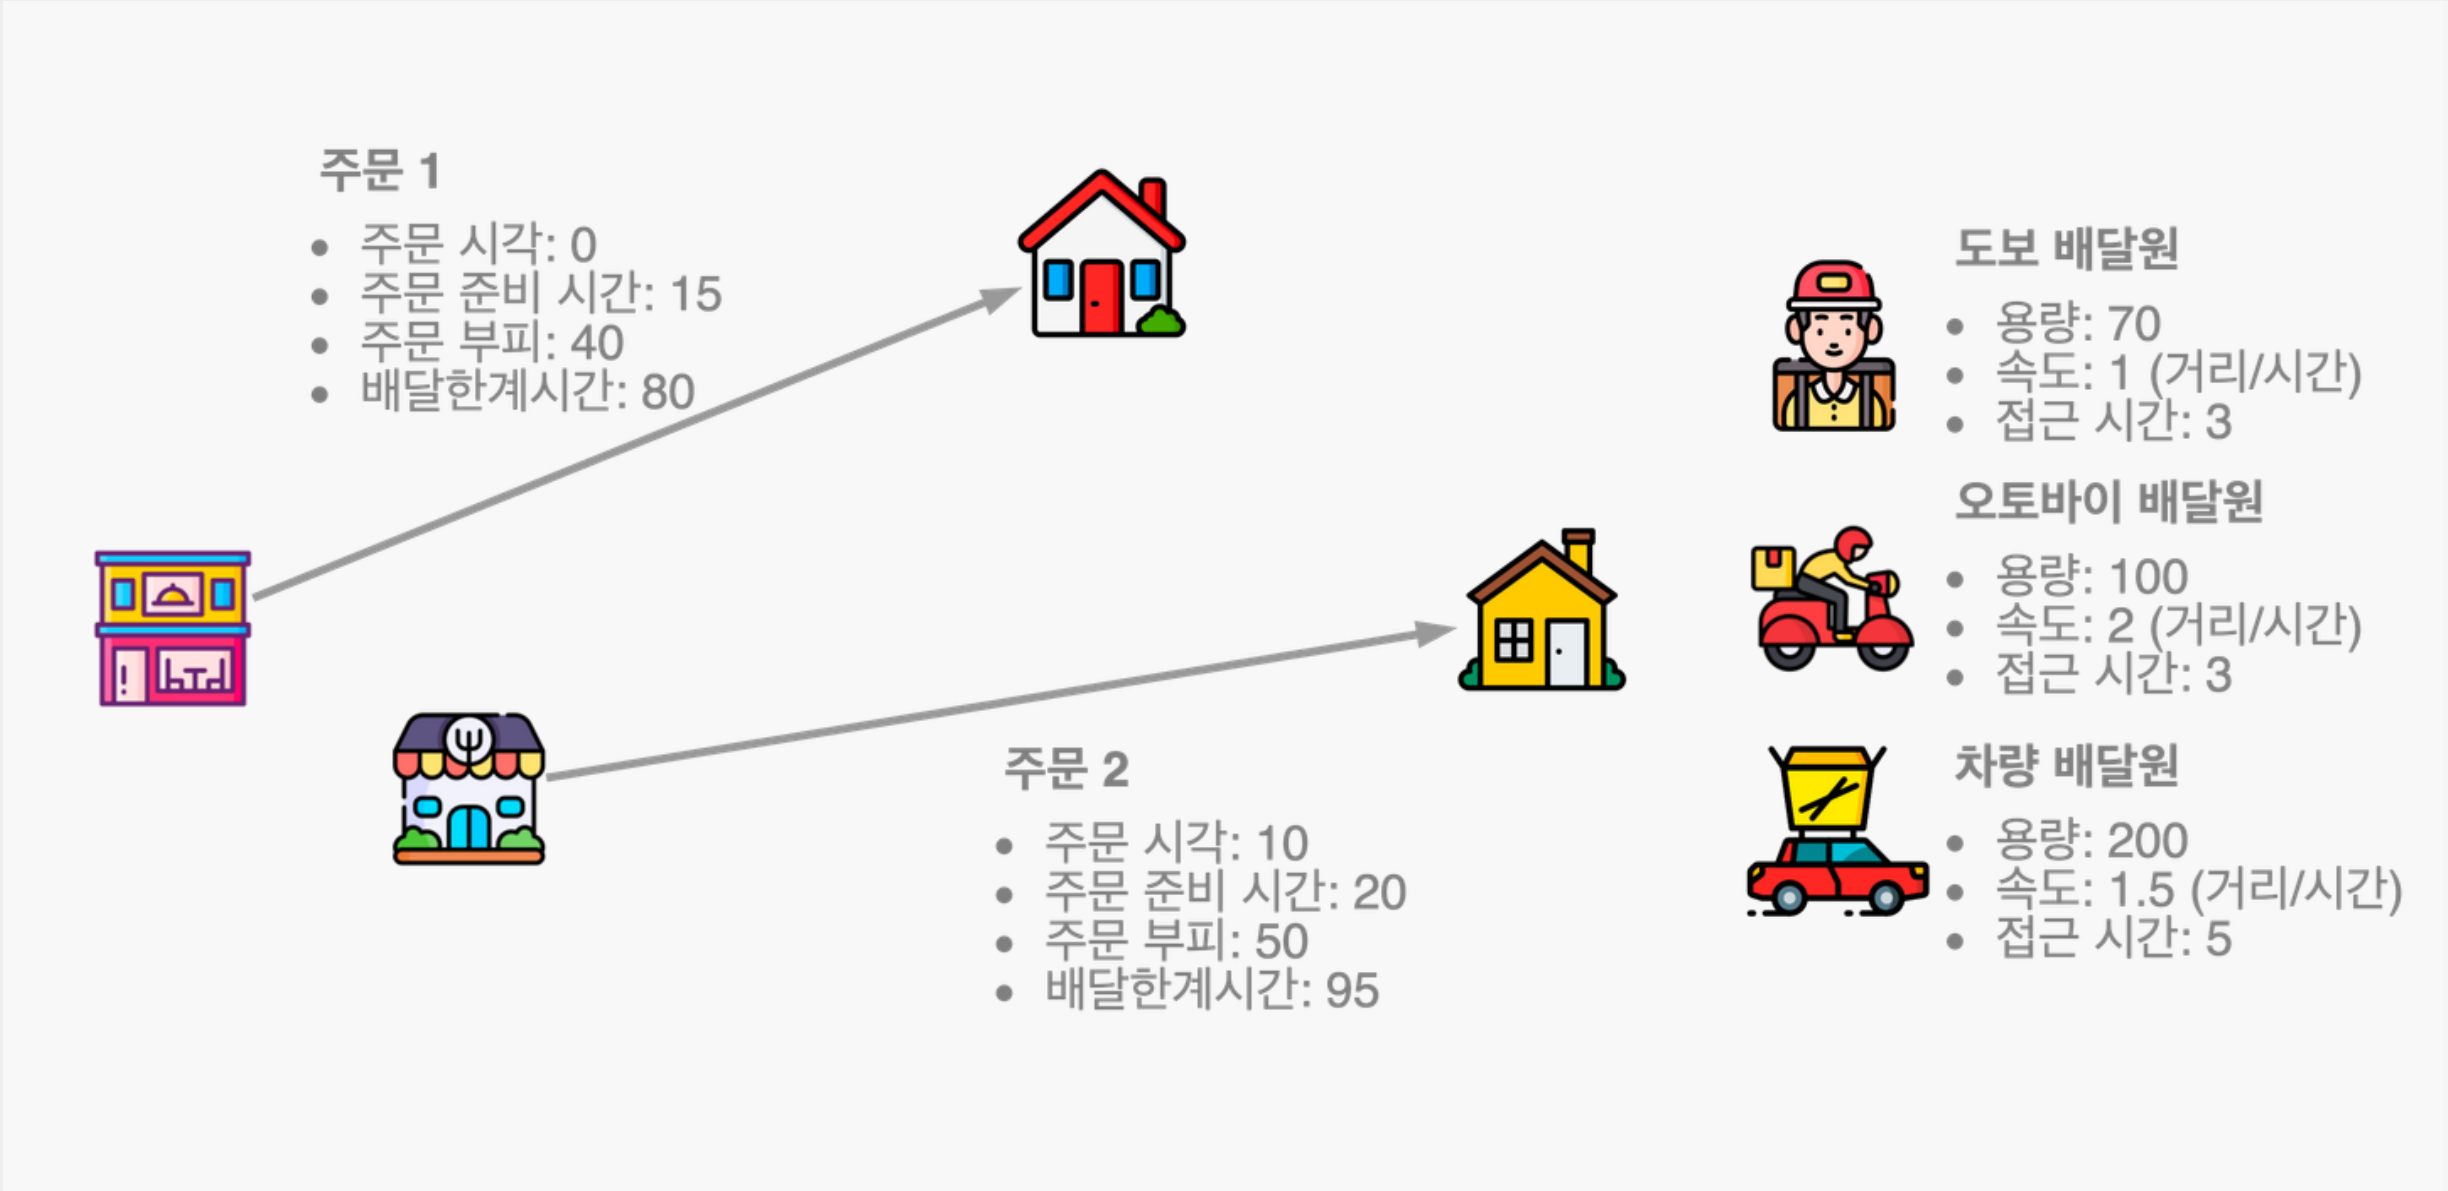 주문 1
• 주문 시각: 0
• 주문 준비 시간: 15
• 주문 부피: 40
• 배달한계시간: 80
주문 2
• 주문 시각: 10
• 주문 준비 시간: 20
• 주문 부피: 50
• 배달한계시간: 95
도보 배달원
• 용량: 70
• 속도: 1 (거리/시간)
• 접근 시간: 3
오토바이 배달원
• 용량: 100
• 속도: 2 (거리/시간)
• 접근 시간: 3
차량 배달원
• 용량: 200
• 속도: 1.5 (거리/시간)
• 접근 시간: 5